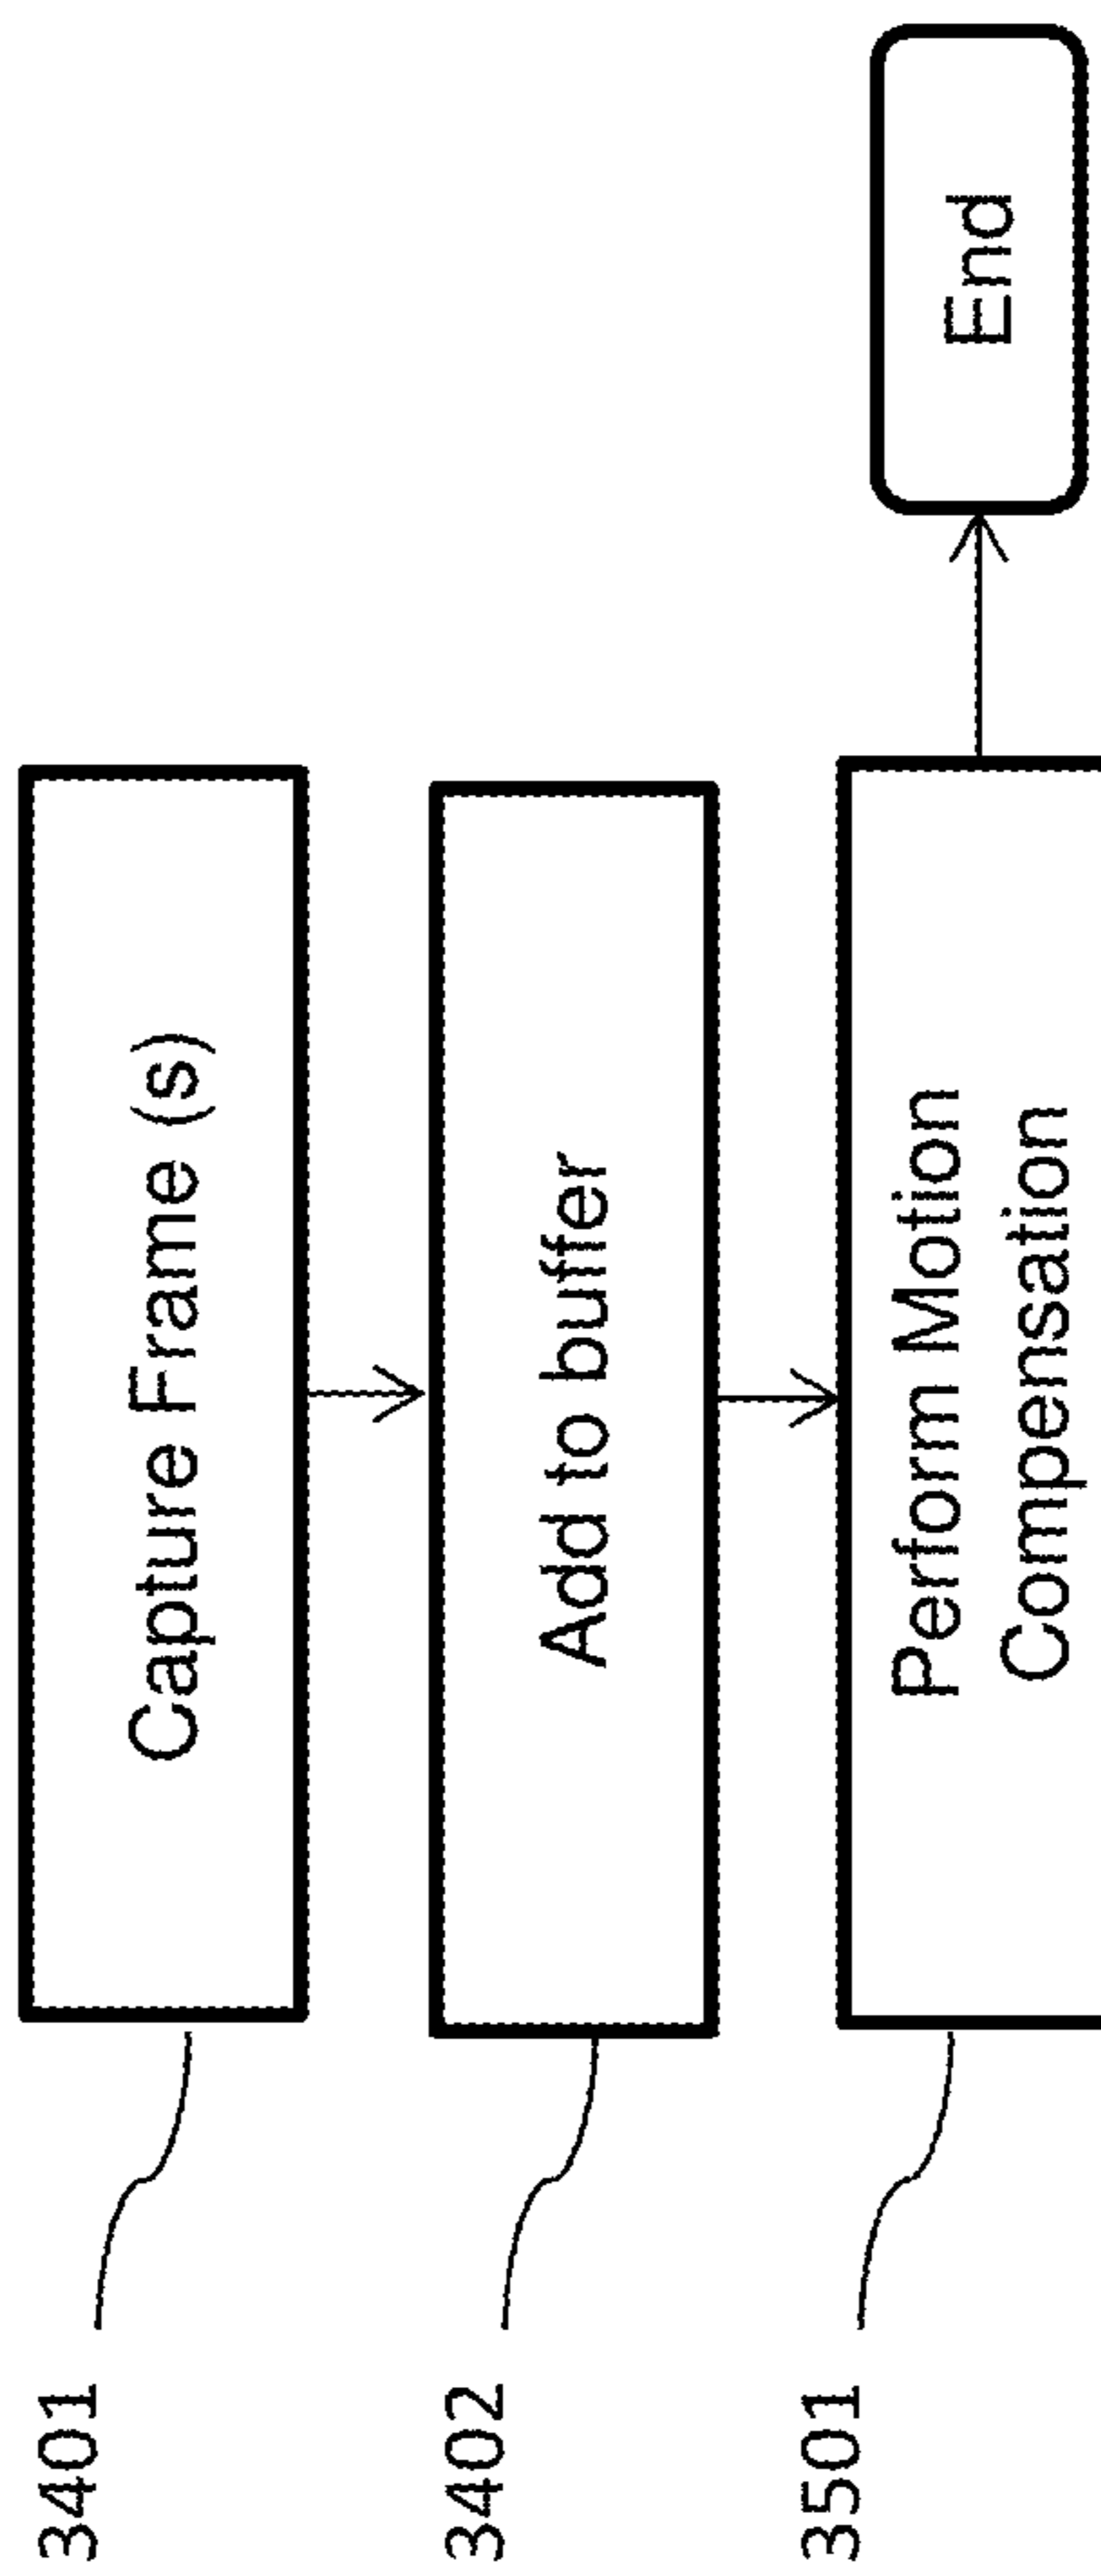 3401
Capture Frame (s)
3402
Add to buffer
3501
Perform Motion
Compensation
End